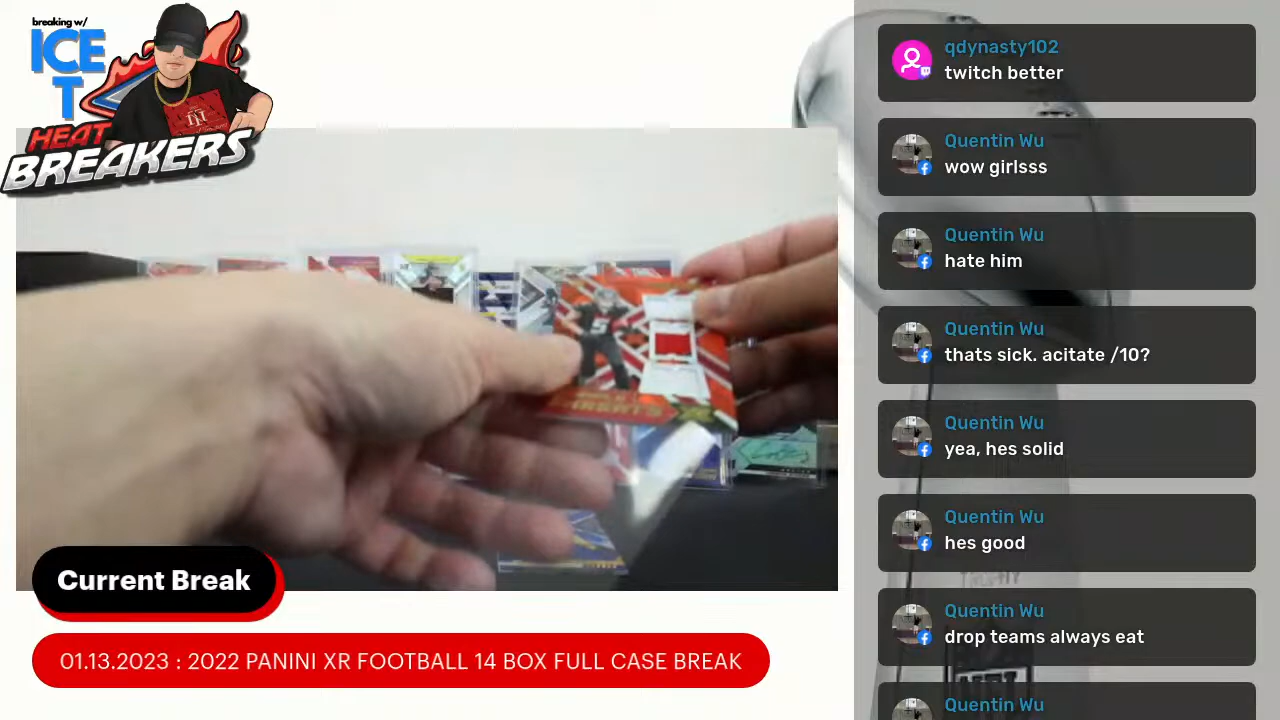 breaking w/
ICE
T
HEAT
BREAKERS
5
Current Break
01.13.2023 : 2022 PANINI XR FOOTBALL 14 BOX FULL CASE BREAK
qdynasty102
twitch better
Quentin Wu
wow girlsss
Quentin Wu
hate him
Quentin Wu
thats sick. acitate /10?
Quentin Wu
yea, hes solid
Quentin Wu
hes good
Quentin Wu
drop teams always eat
Quentin Wu